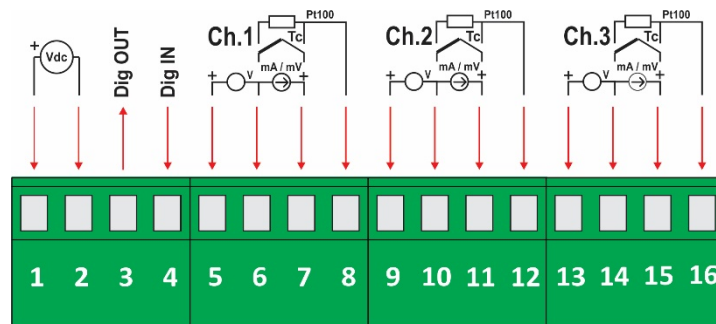 Pt100
Pt100
Pt100
Ch.1
Tc
Ch.2
Tc
Ch.3
Tc
+
Vdc
Dig OUT
Dig IN
mA / mV
mA / mV
mA / mV
+ V +
+ V +
+ V +
1 2 3 4 5 6 7 8 9 10 11 12 13 14 15 16